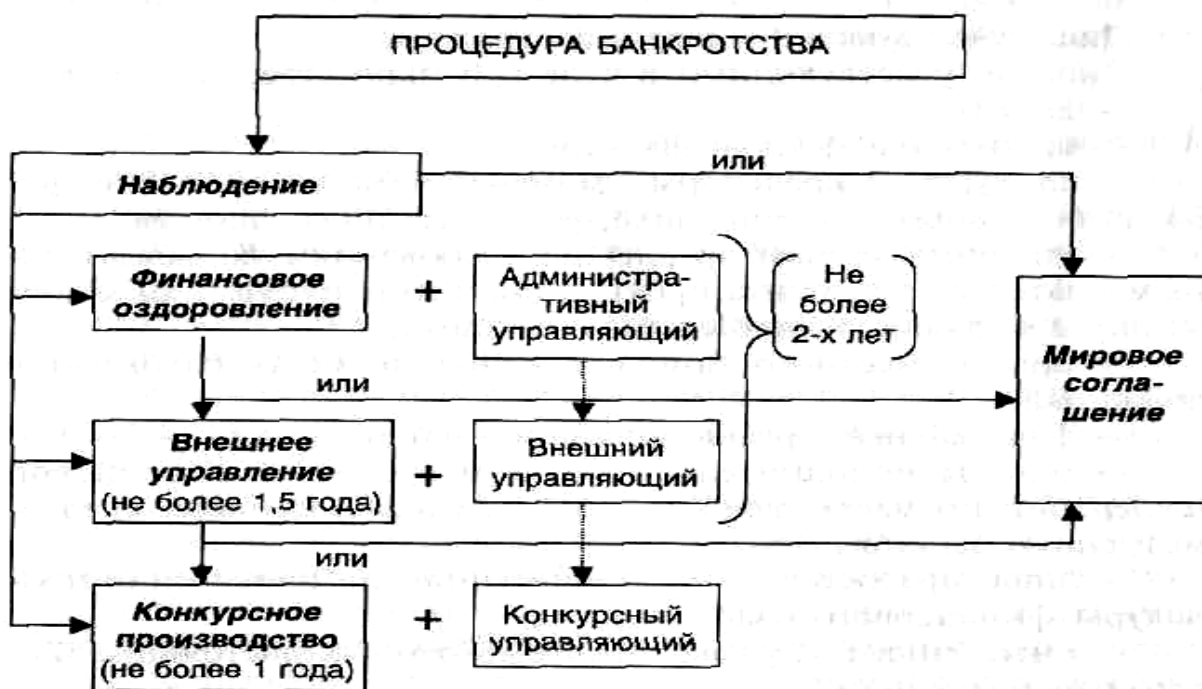 ПРОЦЕДУРА БАНКРОТСТВА
Наблюдение
или
Финансовое
оздоровление
+
Администра-
тивный
управляющий
Не
более
2-х лет
Мировое
согла-
шение
или
Внешнее
управление
(не более 1,5 года)
+
Внешний
управляющий
или
Конкурсное
производство
(не более 1 года)
+
Конкурсный
управляющий